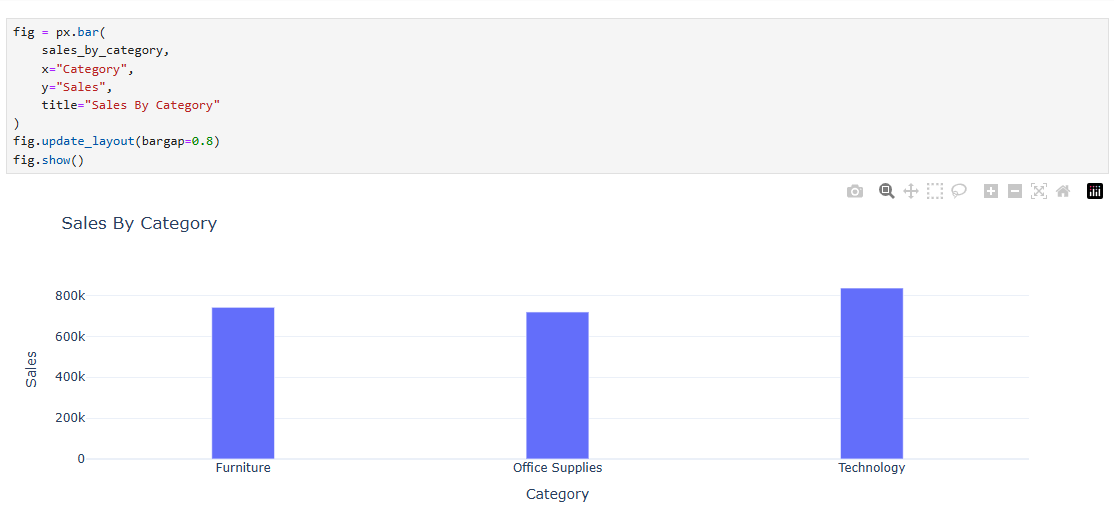 fig = px.bar(
    sales_by_category,
    x="Category",
    y="Sales",
    title="Sales By Category"
)
fig.update_layout(bargap=0.8)
fig.show()
Sales By Category
800k
600k
400k
200k
0
Sales
Furniture Office Supplies Technology
Category